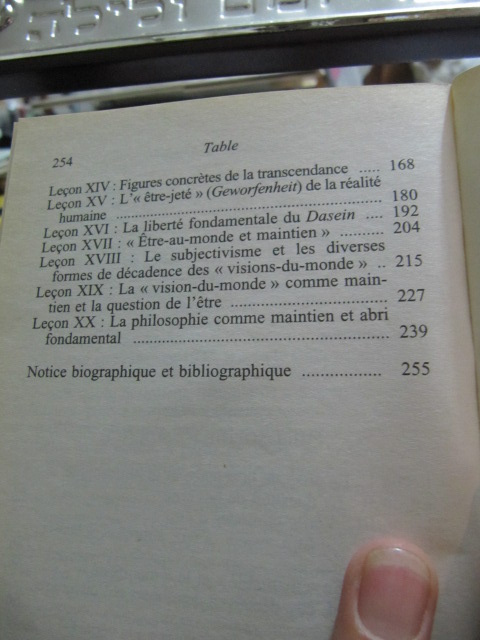 254
Table
Leçon XIV : Figures concrètes de la transcendance ..... 168
Leçon XV : L'« être-jeté » (Geworfenheit) de la réalité
humaine ........................................................ 180
Leçon XVI : La liberté fondamentale du Dasein .... 192
Leçon XVII : « Être-au-monde et maintien » .......... 204
Leçon XVIII : Le subjectivisme et les diverses
formes de décadence des « visions-du-monde » .. 215
Leçon XIX : La « vision-du-monde » comme main-
tien et la question de l'être .............................. 227
Leçon XX : La philosophie comme maintien et abri
fondamental .................................................. 239
Notice biographique et bibliographique ................. 255